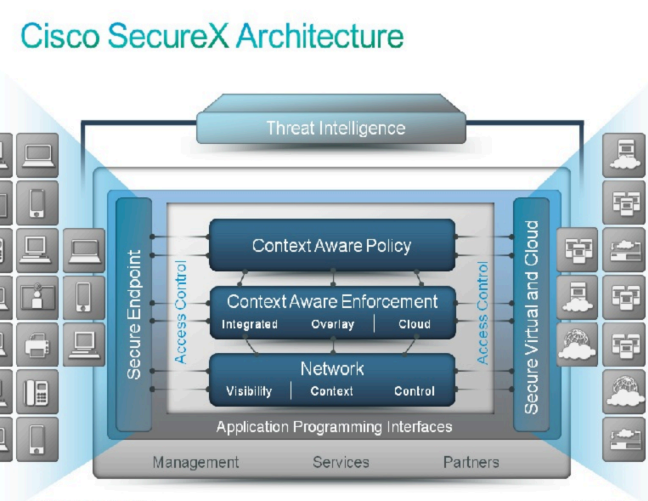 Cisco SecureX Architecture
Threat Intelligence
Secure Endpoint
Access Control
Context Aware Policy
Context Aware Enforcement
Integrated Overlay Cloud
Network
Visibility Context Control
Access Control
Secure Virtual and Cloud
Application Programming Interfaces
Management Services Partners